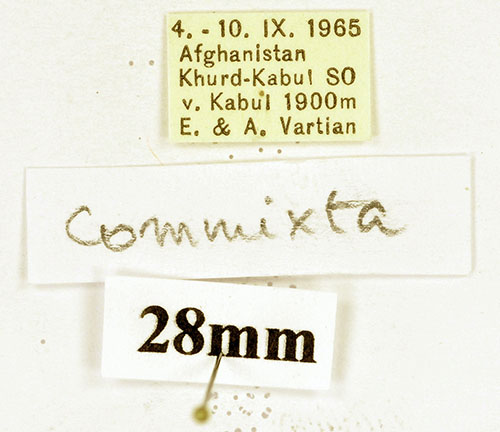 4. - 10. IX. 1965
Afghanistan
Khurd-Kabul SO
v. Kabul 1900m
E. & A. Vartian
commixta
28mm